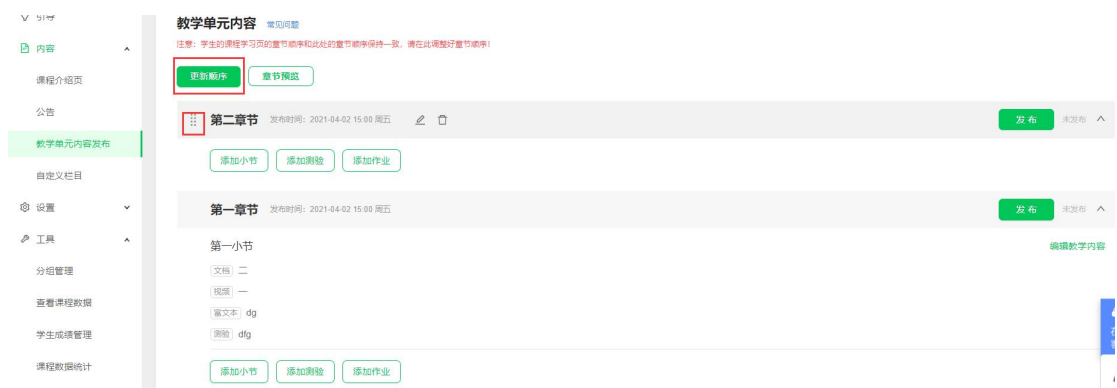 引导
教学单元内容 常见问题
注意：学生的课程学习页的章节顺序和此处的章节顺序保持一致，请在此调整好章节顺序！
内容
课程介绍页
更新顺序 章节预览
公告
第二章节 发布时间：2021-04-02 15:00 周五 发布 未发布
教学单元内容发布
添加小节 添加测验 添加作业
自定义栏目
设置
第一章节 发布时间：2021-04-02 15:00 周五 发布 未发布
工具
第一小节 编辑教学内容
分组管理
文档 二
视频 一
查看课程数据
富文本 dg
测验 dfg
学生成绩管理
课程数据统计
添加小节 添加测验 添加作业